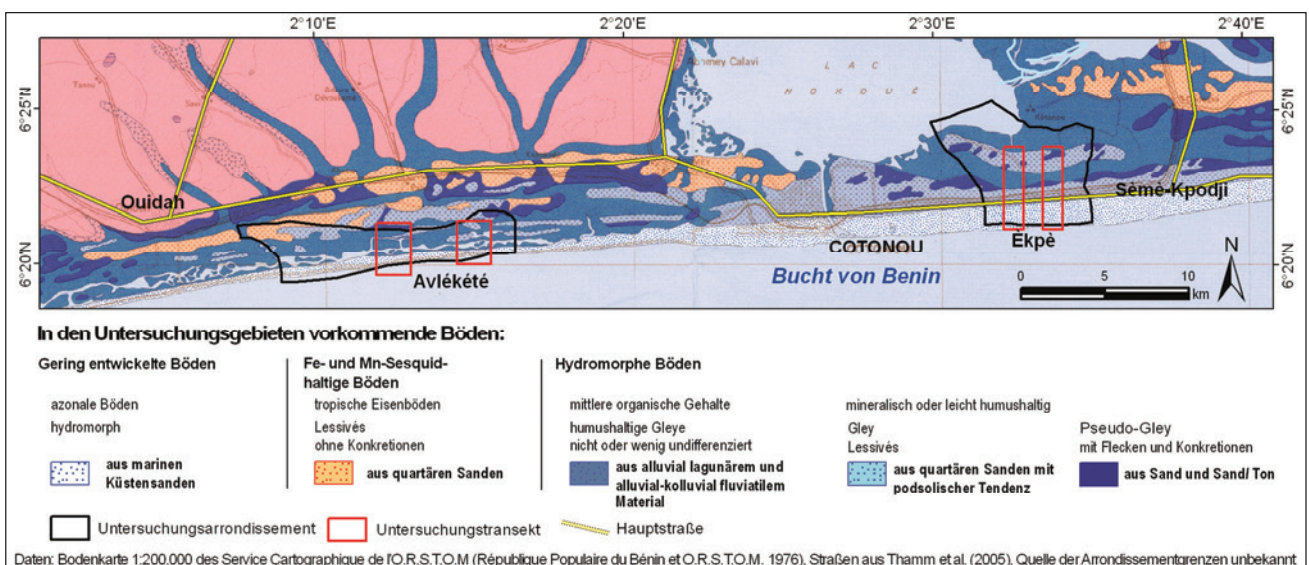 2°10'E 2°20'E 2°30'E 2°40'E
6°25'N 6°25'N
6°20'N 6°20'N
Abomey Calavi
LAC
NOKOUÉ
Ouidah
Avlékété
COTONOU
Ekpè
Sèmè-Kpodji
Bucht von Benin
N
0 5 10
km
In den Untersuchungsgebieten vorkommende Böden:
Gering entwickelte Böden
azonale Böden
hydromorph
aus marinen
Küstensanden
Fe- und Mn-Sesquid-
haltige Böden
tropische Eisenböden
Lessivés
ohne Konkretionen
aus quartären Sanden
Hydromorphe Böden
mittlere organische Gehalte
humushaltige Gleye
nicht oder wenig undifferenziert
aus alluvial lagunärem und
alluvial-kolluvial fluviatilem
Material
mineralisch oder leicht humushaltig
Gley
Lessivés
aus quartären Sanden mit
podsolischer Tendenz
Pseudo-Gley
mit Flecken und Konkretionen
aus Sand und Sand/Ton
Untersuchungsarrondissement
Untersuchungstransekt
Hauptstraße
Daten: Bodenkarte 1:200.000 des Service Cartographique de l'O.R.S.T.O.M (République Populaire du Bénin et O.R.S.T.O.M. 1976), Straßen aus Thamm et al. (2005), Quelle der Arrondissementgrenzen unbekannt